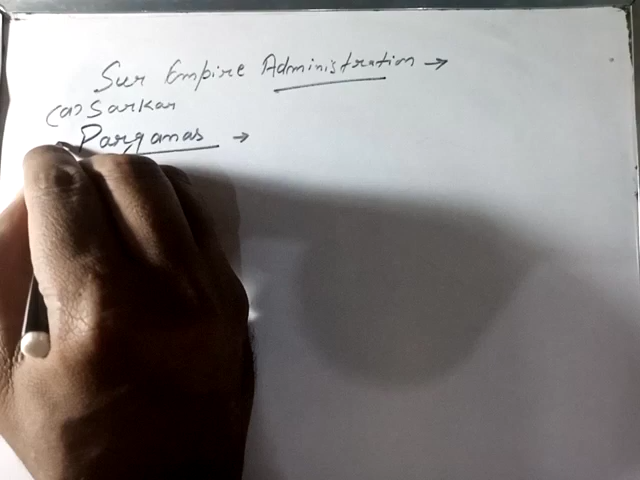 Sur Empire Administration →
(a) Sarkar
Parganas →